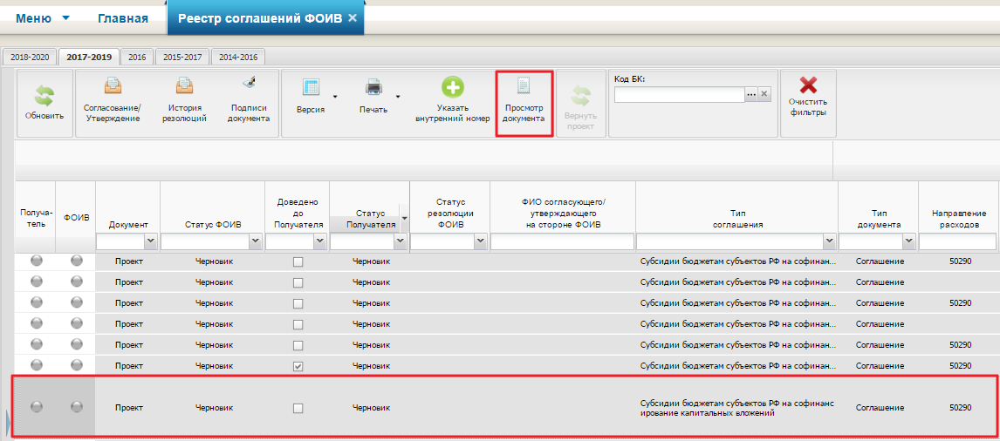 Меню Главная Реестр соглашений ФОИВ ×
2018-2020 2017-2019 2016 2015-2017 2014-2016
Обновить
Согласование/
Утверждение
История
резолюций
Подписи
документа
Версия
Печать
Указать
внутренний номер
Просмотр
документа
Вернуть
проект
Код БК:
Очистить
фильтры
Получа-
тель
ФОИВ
Документ
Статус ФОИВ
Доведено
до
Получателя
Статус
Получателя
Статус
резолюции
ФОИВ
ФИО согласующего/
утверждающего
на стороне ФОИВ
Тип
соглашения
Тип
документа
Направление
расходов
Проект Черновик Черновик Субсидии бюджетам субъектов РФ на софинан... Соглашение 50290
Проект Черновик Черновик Субсидии бюджетам субъектов РФ на софинан... Соглашение
Проект Черновик Черновик Субсидии бюджетам субъектов РФ на софинан... Соглашение 50290
Проект Черновик Черновик Субсидии бюджетам субъектов РФ на софинан... Соглашение
Проект Черновик Черновик Субсидии бюджетам субъектов РФ на софинан... Соглашение 50290
Проект Черновик Черновик Субсидии бюджетам субъектов РФ на софинан... Соглашение 50290
Проект Черновик Черновик Субсидии бюджетам субъектов РФ на софинанс Соглашение 50290
ирование капитальных вложений